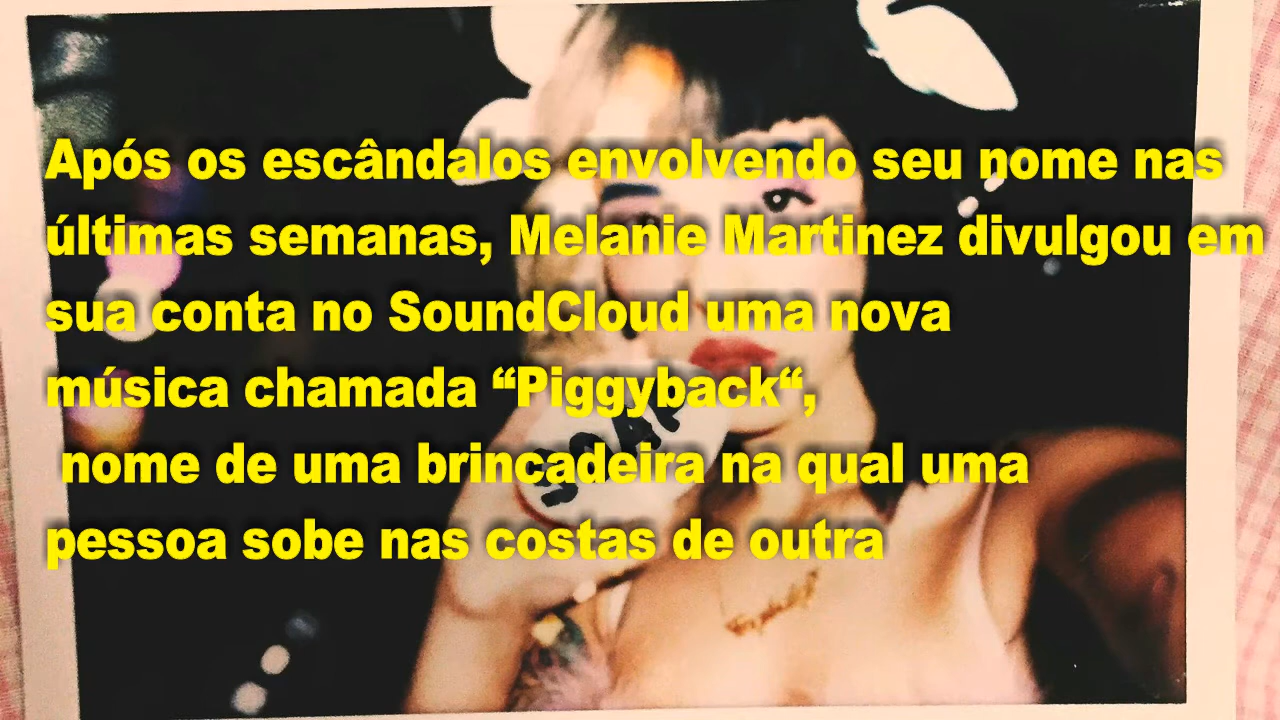 Após os escândalos envolvendo seu nome nas
últimas semanas, Melanie Martinez divulgou em
sua conta no SoundCloud uma nova
música chamada “Piggyback“,
nome de uma brincadeira na qual uma
pessoa sobe nas costas de outra
SOAP